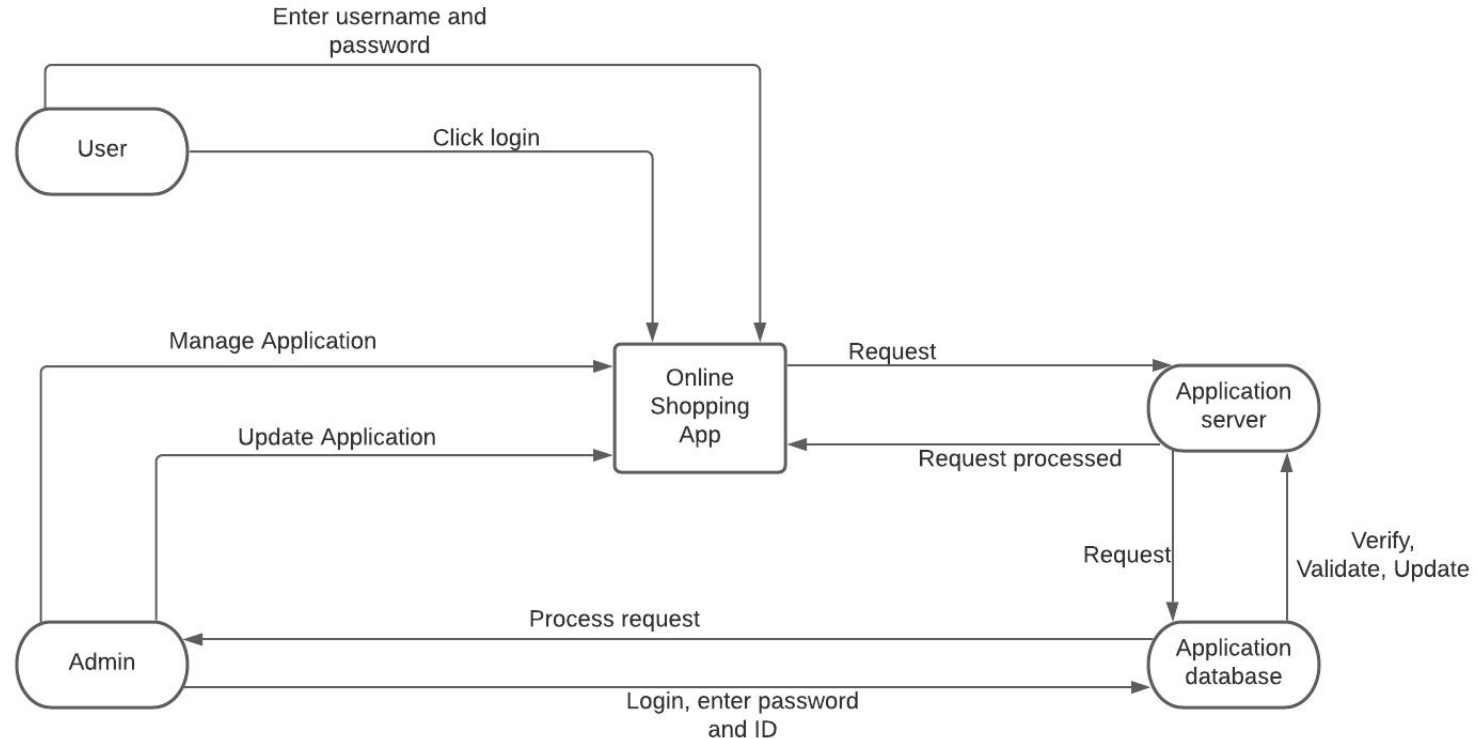 Enter username and
password
User
Click login
Manage Application
Online
Shopping
App
Request
Application
server
Update Application
Request processed
Request
Verify,
Validate, Update
Process request
Admin
Application
database
Login, enter password
and ID